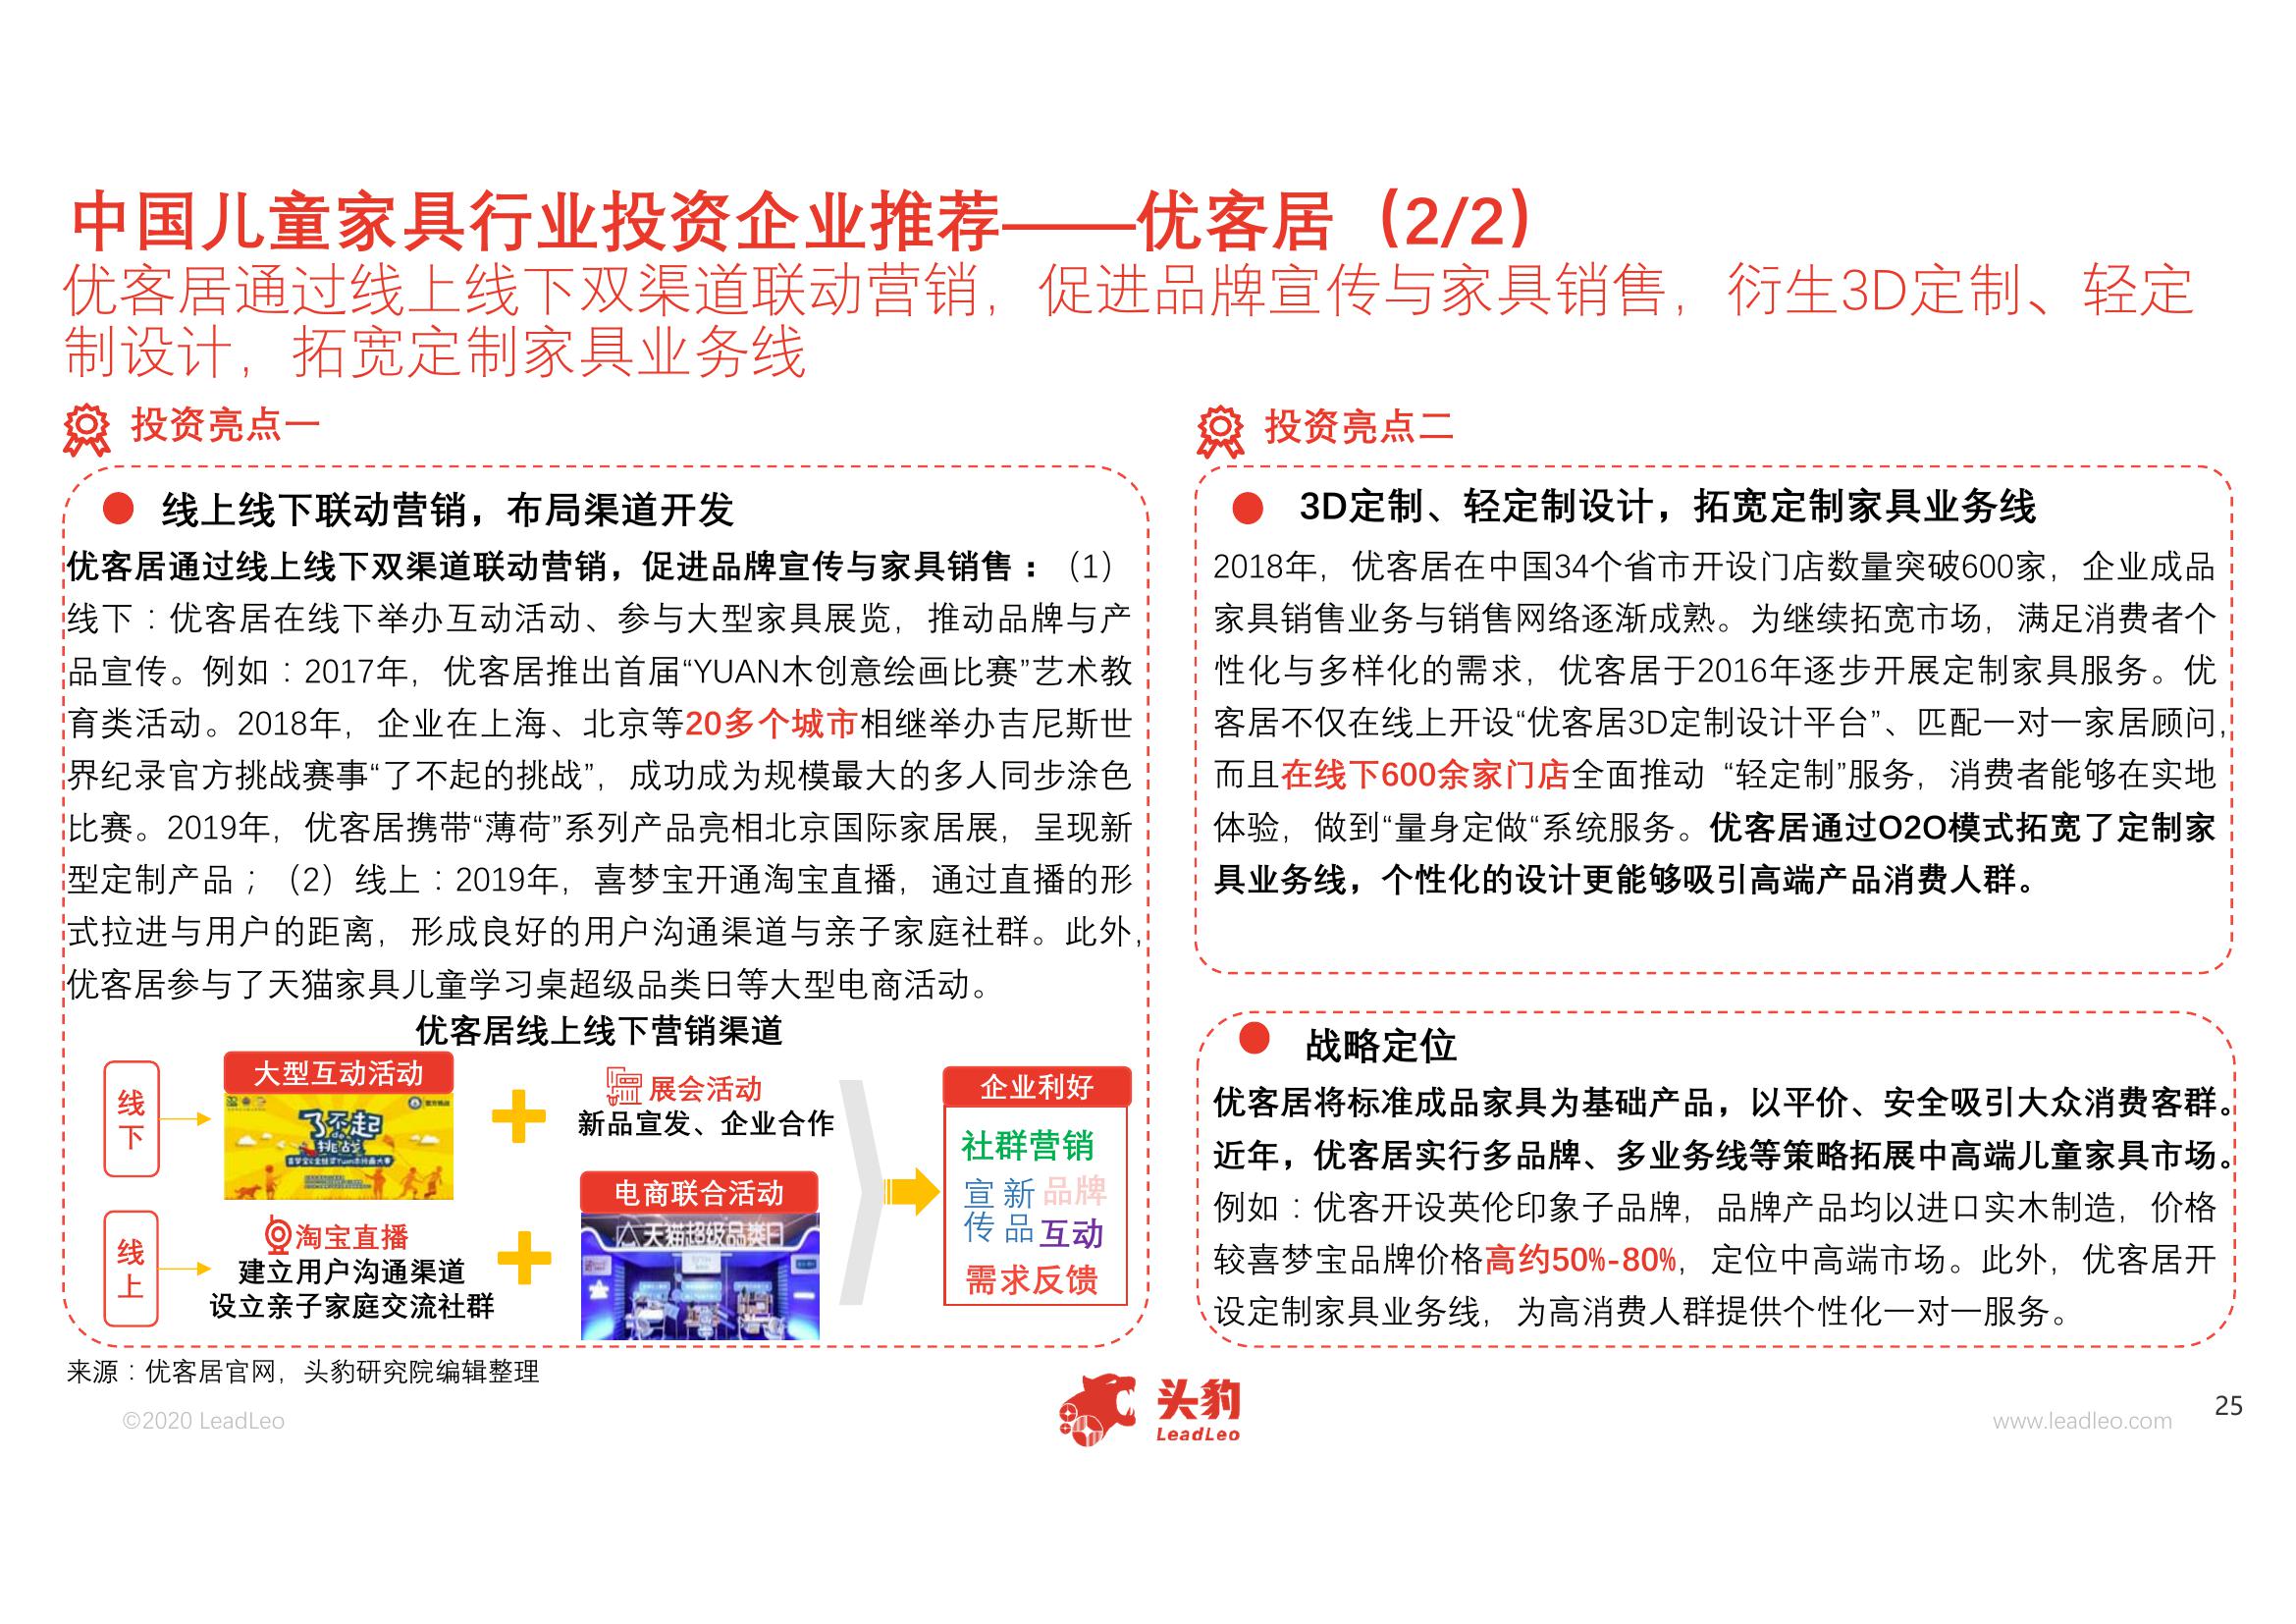 中国儿童家具行业投资企业推荐——优客居（2/2）
优客居通过线上线下双渠道联动营销，促进品牌宣传与家具销售，衍生3D定制、轻定
制设计，拓宽定制家具业务线
投资亮点一
线上线下联动营销，布局渠道开发
优客居通过线上线下双渠道联动营销，促进品牌宣传与家具销售：（1）
线下：优客居在线下举办互动活动、参与大型家具展览，推动品牌与产
品宣传。例如：2017年，优客居推出首届“YUAN木创意绘画比赛”艺术教
育类活动。2018年，企业在上海、北京等20多个城市相继举办吉尼斯世
界纪录官方挑战赛事“了不起的挑战”，成功成为规模最大的多人同步涂色
比赛。2019年，优客居携带“薄荷”系列产品亮相北京国际家居展，呈现新
型定制产品；（2）线上：2019年，喜梦宝开通淘宝直播，通过直播的形
式拉进与用户的距离，形成良好的用户沟通渠道与亲子家庭社群。此外，
优客居参与了天猫家具儿童学习桌超级品类日等大型电商活动。
优客居线上线下营销渠道
线下
大型互动活动
了不起
挑战
展会活动
新品宣发、企业合作
线上
淘宝直播
建立用户沟通渠道
设立亲子家庭交流社群
电商联合活动
天猫超级品类日
企业利好
社群营销
宣传
新品
品牌
互动
需求反馈
投资亮点二
3D定制、轻定制设计，拓宽定制家具业务线
2018年，优客居在中国34个省市开设门店数量突破600家，企业成品
家具销售业务与销售网络逐渐成熟。为继续拓宽市场，满足消费者个
性化与多样化的需求，优客居于2016年逐步开展定制家具服务。优
客居不仅在线上开设“优客居3D定制设计平台”、匹配一对一家居顾问，
而且在线下600余家门店全面推动 “轻定制”服务，消费者能够在实地
体验，做到“量身定做“系统服务。优客居通过O2O模式拓宽了定制家
具业务线，个性化的设计更能够吸引高端产品消费人群。
战略定位
优客居将标准成品家具为基础产品，以平价、安全吸引大众消费客群。
近年，优客居实行多品牌、多业务线等策略拓展中高端儿童家具市场。
例如：优客开设英伦印象子品牌，品牌产品均以进口实木制造，价格
较喜梦宝品牌价格高约50%-80%，定位中高端市场。此外，优客居开
设定制家具业务线，为高消费人群提供个性化一对一服务。
来源：优客居官网，头豹研究院编辑整理
©2020 LeadLeo
头豹
LeadLeo
www.leadleo.com
25